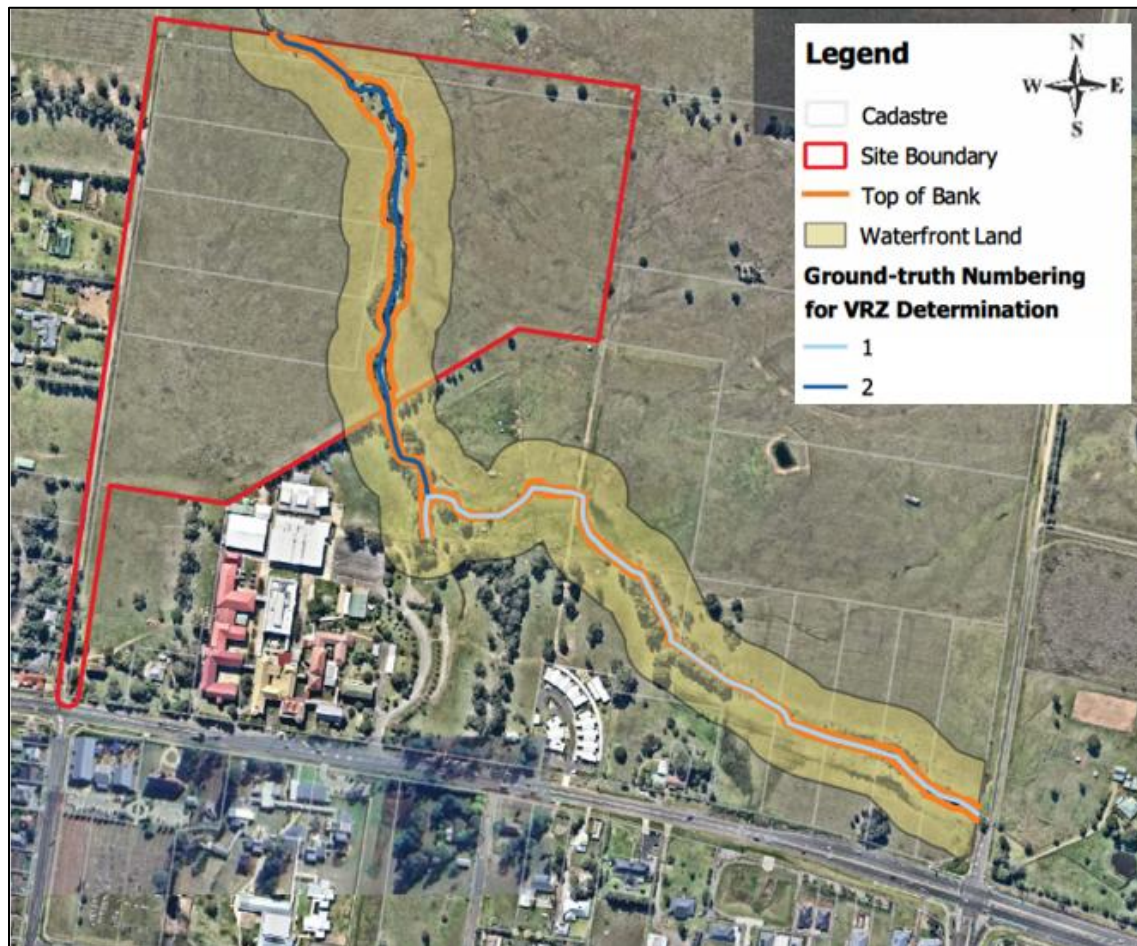 Legend
N
W E
S
Cadastre
Site Boundary
Top of Bank
Waterfront Land
Ground-truth Numbering
for VRZ Determination
1
2